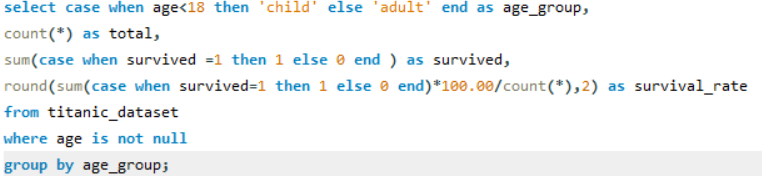 select case when age<18 then 'child' else 'adult' end as age_group,
count(*) as total,
sum(case when survived =1 then 1 else 0 end ) as survived,
round(sum(case when survived=1 then 1 else 0 end)*100.00/count(*),2) as survival_rate
from titanic_dataset
where age is not null
group by age_group;